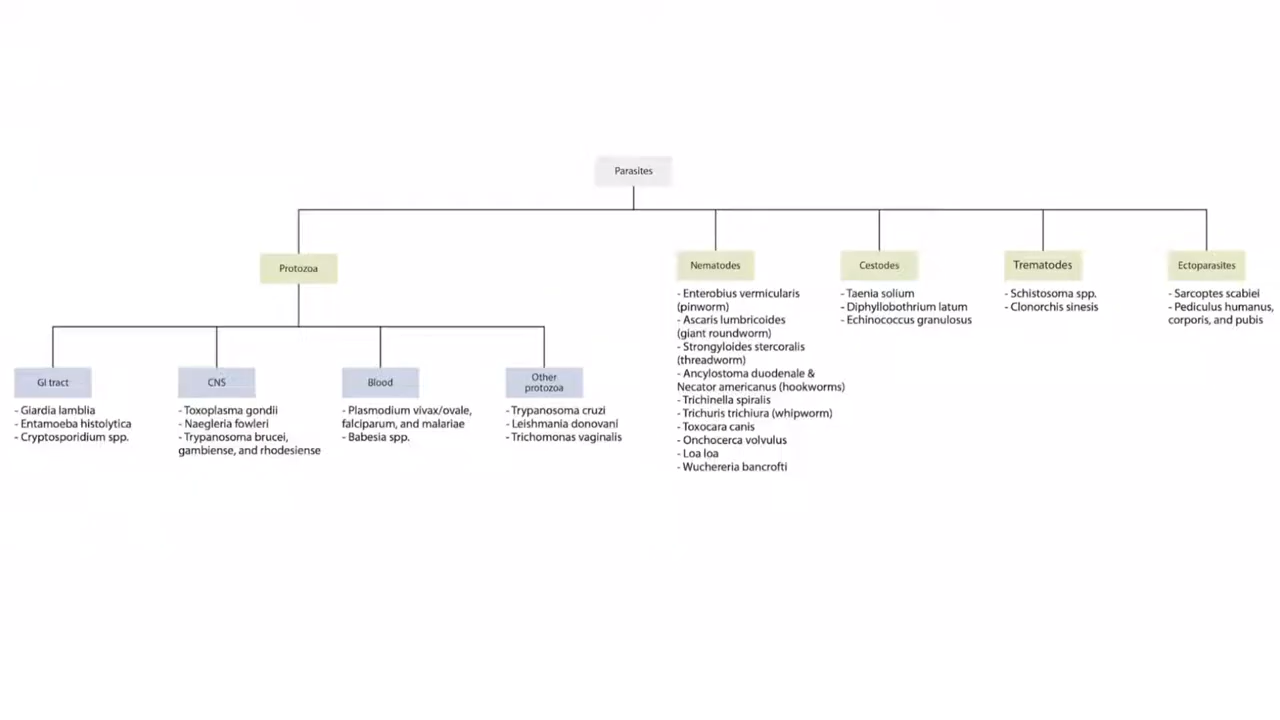 Parasites
Protozoa
GI tract
- Giardia lamblia
- Entamoeba histolytica
- Cryptosporidium spp.
CNS
- Toxoplasma gondii
- Naegleria fowleri
- Trypanosoma brucei,
gambiense, and rhodesiense
Blood
- Plasmodium vivax/ovale,
falciparum, and malariae
- Babesia spp.
Other
protozoa
- Trypanosoma cruzi
- Leishmania donovani
- Trichomonas vaginalis
Nematodes
- Enterobius vermicularis
(pinworm)
- Ascaris lumbricoides
(giant roundworm)
- Strongyloides stercoralis
(threadworm)
- Ancylostoma duodenale &
Necator americanus (hookworms)
- Trichinella spiralis
- Trichuris trichiura (whipworm)
- Toxocara canis
- Onchocerca volvulus
- Loa loa
- Wuchereria bancrofti
Cestodes
- Taenia solium
- Diphyllobothrium latum
- Echinococcus granulosus
Trematodes
- Schistosoma spp.
- Clonorchis sinesis
Ectoparasites
- Sarcoptes scabiei
- Pediculus humanus,
corporis, and pubis